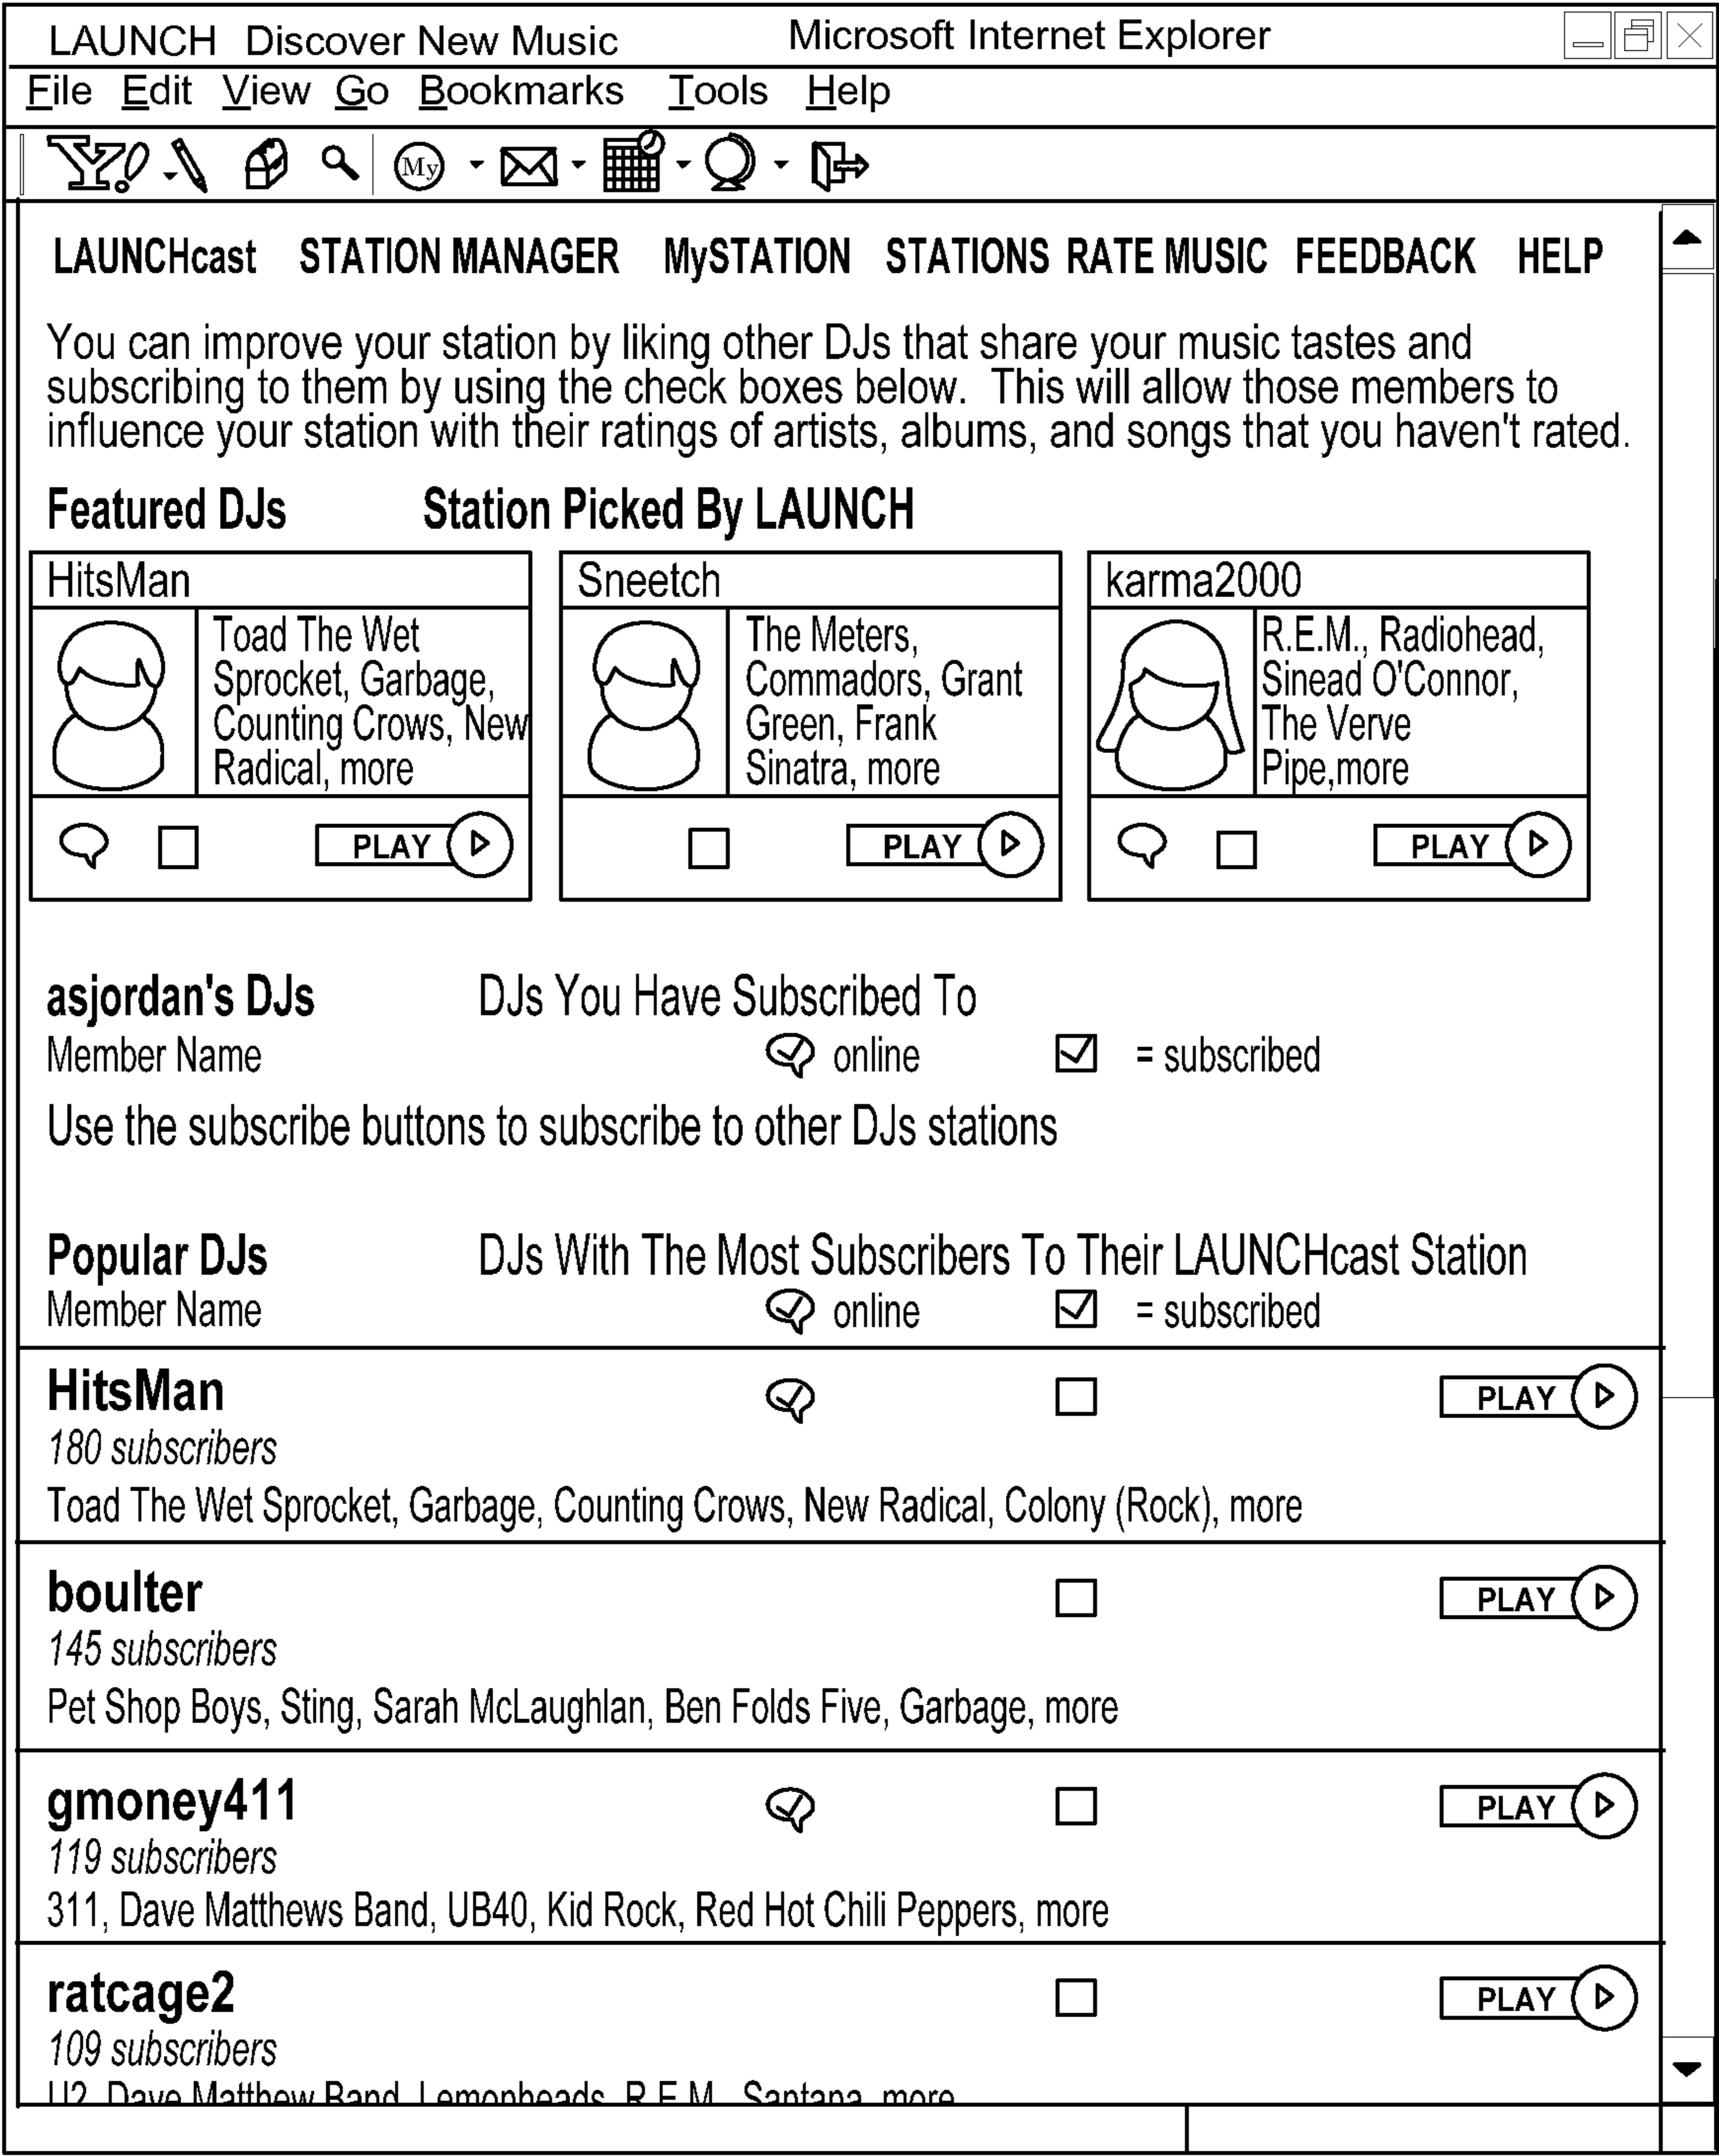 LAUNCH Discover New Music Microsoft Internet Explorer
File Edit View Go Bookmarks Tools Help
Y! My
LAUNCHcast STATION MANAGER MySTATION STATIONS RATE MUSIC FEEDBACK HELP
You can improve your station by liking other DJs that share your music tastes and
subscribing to them by using the check boxes below. This will allow those members to
influence your station with their ratings of artists, albums, and songs that you haven't rated.
Featured DJs Station Picked By LAUNCH
HitsMan
Toad The Wet
Sprocket, Garbage,
Counting Crows, New
Radical, more
PLAY
Sneetch
The Meters,
Commadors, Grant
Green, Frank
Sinatra, more
PLAY
karma2000
R.E.M., Radiohead,
Sinead O'Connor,
The Verve
Pipe,more
PLAY
asjordan's DJs DJs You Have Subscribed To
Member Name online = subscribed
Use the subscribe buttons to subscribe to other DJs stations
Popular DJs DJs With The Most Subscribers To Their LAUNCHcast Station
Member Name online = subscribed
HitsMan PLAY
180 subscribers
Toad The Wet Sprocket, Garbage, Counting Crows, New Radical, Colony (Rock), more
boulter PLAY
145 subscribers
Pet Shop Boys, Sting, Sarah McLaughlan, Ben Folds Five, Garbage, more
gmoney411 PLAY
119 subscribers
311, Dave Matthews Band, UB40, Kid Rock, Red Hot Chili Peppers, more
ratcage2 PLAY
109 subscribers
U2, Dave Matthew Band, Lemonheads, R.E.M., Santana, more